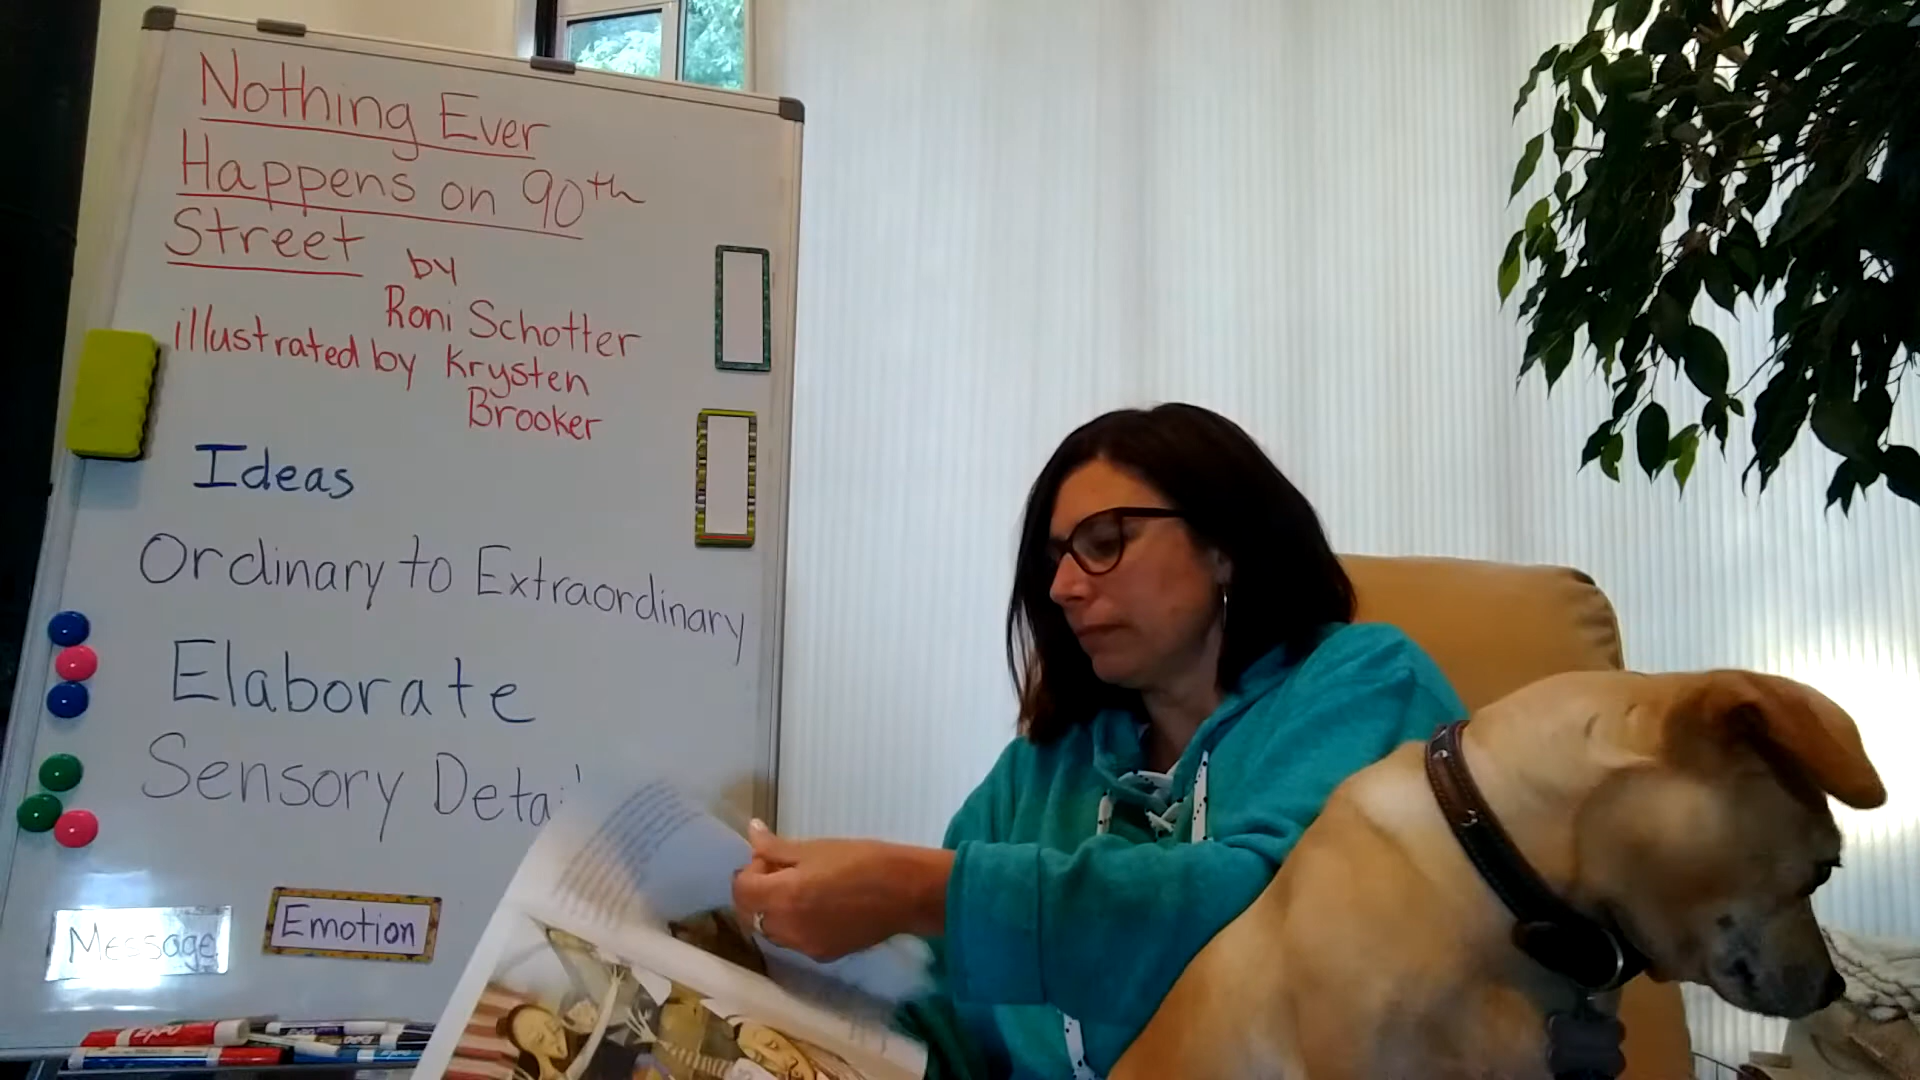 Nothing Ever
Happens on 90th
Street by
Roni Schotter
illustrated by Krysten
Brooker
Ideas
Ordinary to Extraordinary
Elaborate
Sensory
Message
Emotion
EXPO